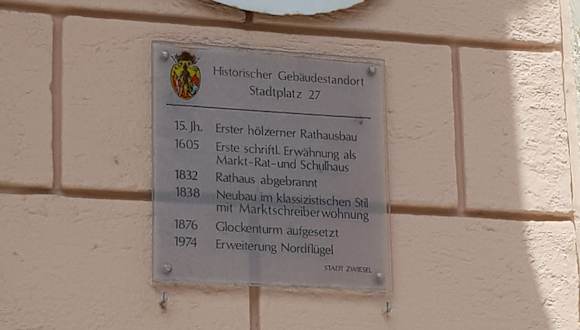 Historischer Gebäudestandort
Stadtplatz 27
15. Jh. Erster hölzerner Rathausbau
1605 Erste schriftl. Erwähnung als
Markt-Rat-und Schulhaus
1832 Rathaus abgebrannt
1838 Neubau im klassizistischen Stil
mit Marktschreiberwohnung
1876 Glockenturm aufgesetzt
1974 Erweiterung Nordflügel
STADT ZWIESEL